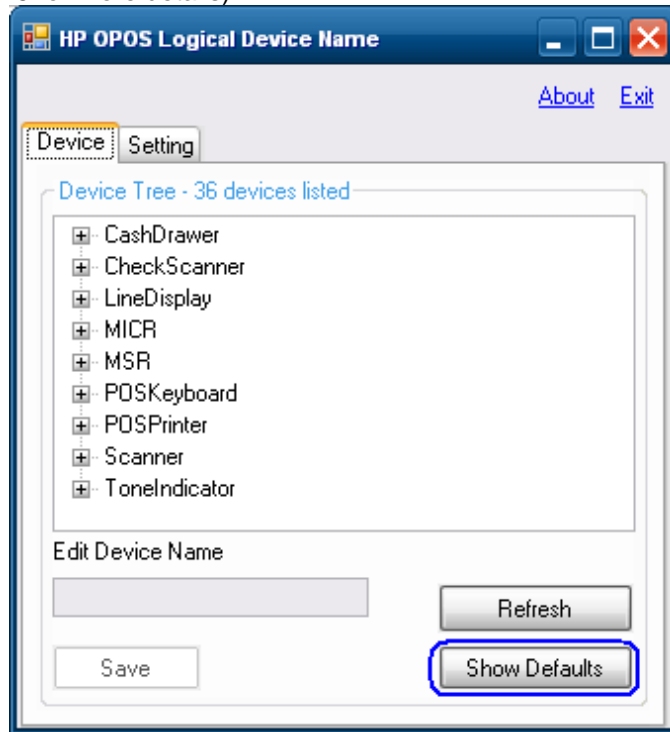 HP OPOS Logical Device Name
About Exit
Device Setting
Device Tree - 36 devices listed
CashDrawer
CheckScanner
LineDisplay
MICR
MSR
POSKeyboard
POSPrinter
Scanner
ToneIndicator
Edit Device Name
Refresh
Save Show Defaults